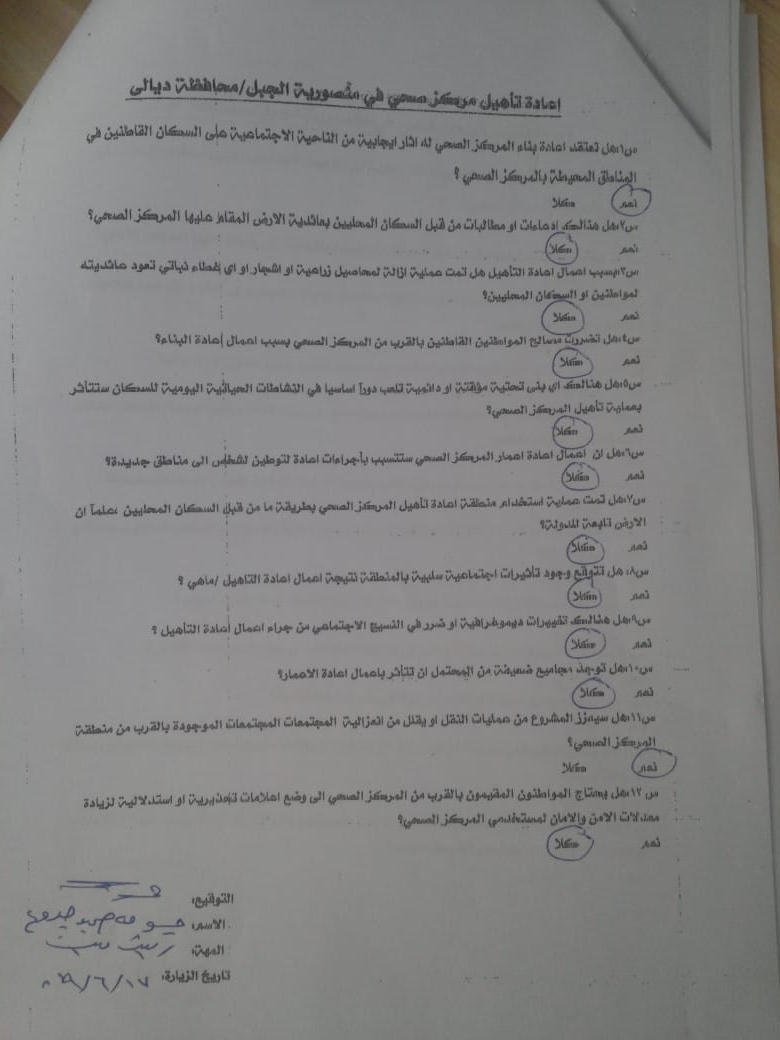 إعادة تأهيل مركز صحي في منصورية الجبل/محافظة ديالى
س١:هل تعتقد اعادة بناء المركز الصحي له اثار ايجابية من الناحية الاجتماعية على السكان القاطنين في
المناطق المحيطة بالمركز الصحي ؟
نعم كلا
س٢:هل هنالك ادعاءات او مطالبات من قبل السكان المحليين بعائدية الارض المقام عليها المركز الصحي؟
نعم كلا
س٣:بسبب اعمال اعادة التأهيل هل تمت عملية ازالة لمحاصيل زراعية او اشجار او اي غطاء نباتي تعود عائديته
لمواطنين او السكان المحليين؟
نعم كلا
س٤:هل تضررت مصالح المواطنين القاطنين بالقرب من المركز الصحي بسبب اعمال إعادة البناء؟
نعم كلا
س٥:هل هنالك اي بنى تحتية مؤقتة او دائمية تلعب دوراً اساسيا في النشاطات الحياتية اليومية للسكان ستتأثر
بعملية تأهيل المركز الصحي؟
نعم كلا
س٦:هل ان أعمال اعادة اعمار المركز الصحي ستتسبب بأجراءات اعادة لتوطين لشخص الى مناطق جديدة؟
نعم كلا
س٧:هل تمت عملية استخدام منطقة اعادة تأهيل المركز الصحي بطريقة ما من قبل السكان المحليين ،علماً ان
الارض تابعة للدولة؟
نعم كلا
س٨: هل تتوقع وجود تأثيرات اجتماعية سلبية بالمنطقة نتيجة اعمال اعادة التاهيل /ماهي ؟
نعم كلا
س٩:هل هنالك تغييرات ديموغرافية او ضرر في النسيج الاجتماعي من جراء اعمال أعادة التأهيل ؟
نعم كلا
س١٠:هل توجد مجاميع ضعيفة من المحتمل ان تتأثر باعمال اعادة الاعمار؟
نعم كلا
س١١:هل سيعزز المشروع من عمليات النقل او يقلل من انعزالية المجتمعات المجتمعات الموجودة بالقرب من منطقة
المركز الصحي؟
نعم كلا
س١٢:هل يحتاج المواطنون المقيمون بالقرب من المركز الصحي الى وضع اعلامات تحذيرية او استدلالية لزيادة
معدلات الامن والامان لمستخدمي المركز الصحي؟
نعم كلا
التوقيع:
الاسم:
المهة:
تاريخ الزيارة: